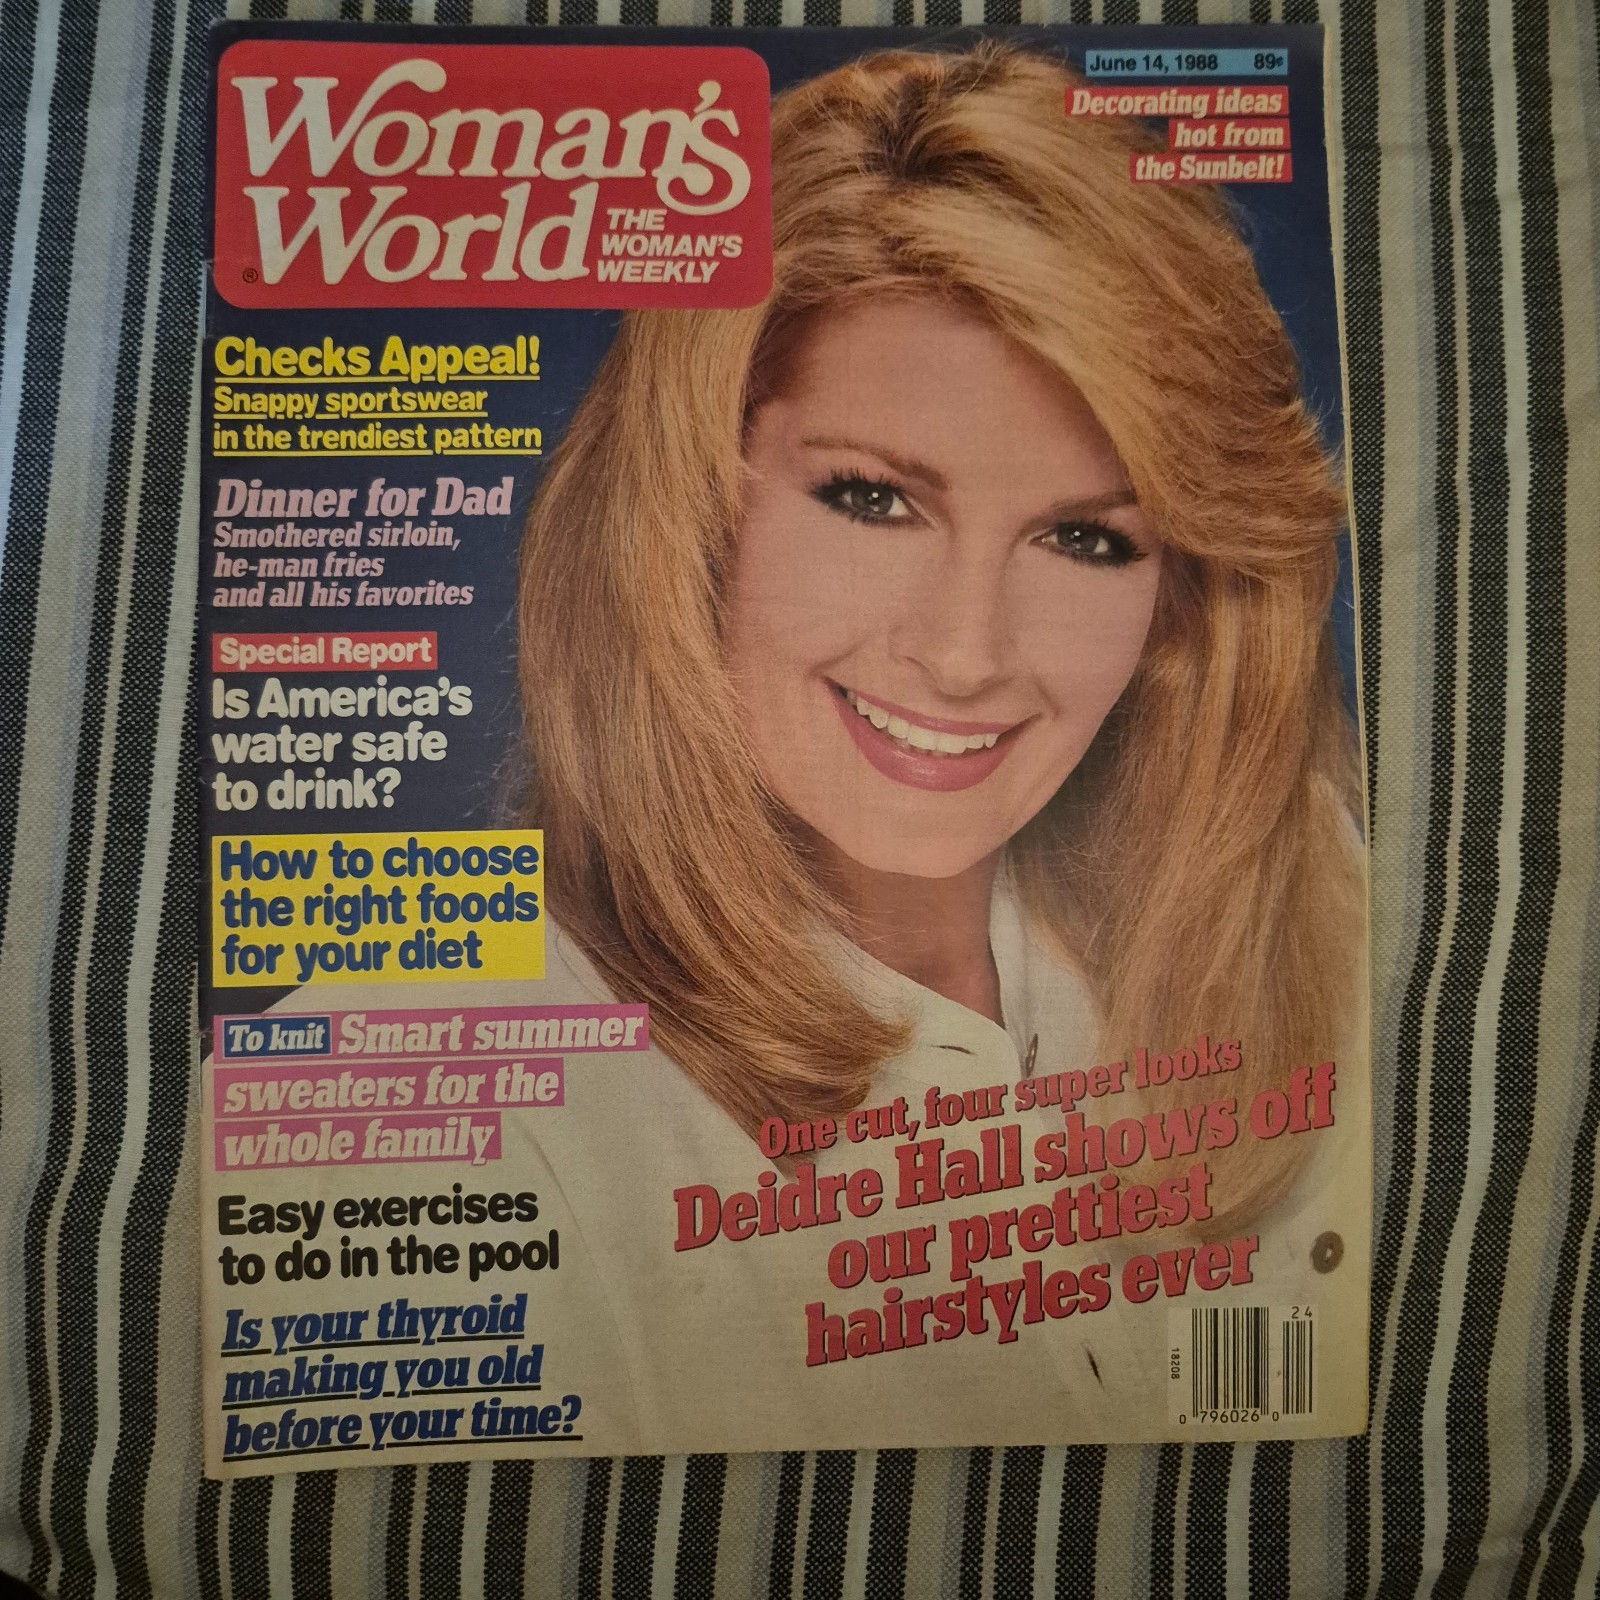 Woman's
World
THE
WOMAN'S
WEEKLY
®
June 14, 1988 89¢
Decorating ideas
hot from
the Sunbelt!
Checks Appeal!
Snappy sportswear
in the trendiest pattern
Dinner for Dad
Smothered sirloin,
he-man fries
and all his favorites
Special Report
Is America's
water safe
to drink?
How to choose
the right foods
for your diet
To knit Smart summer
sweaters for the
whole family
Easy exercises
to do in the pool
Is your thyroid
making you old
before your time?
One cut, four super looks
Deidre Hall shows off
our prettiest
hairstyles ever
24
18208
0 796026 0